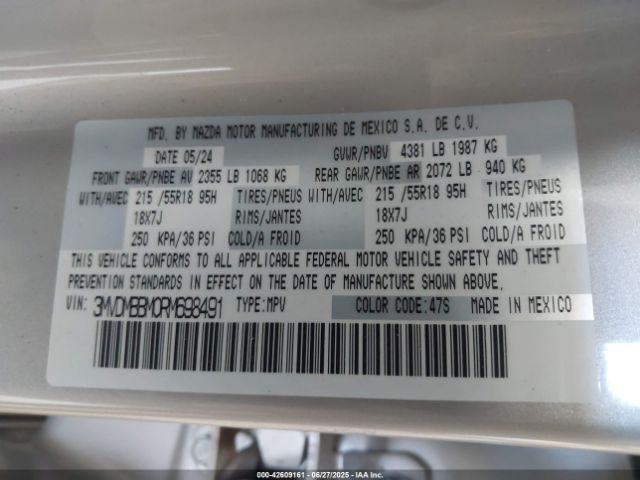 MFD. BY MAZDA MOTOR MANUFACTURING DE MEXICO S.A. DE C.V.
DATE 05/24 GVWR/PNBV 4381 LB 1987 KG
FRONT GAWR/PNBE AV 2355 LB 1068 KG REAR GAWR/PNBE AR 2072 LB 940 KG
WITH/AVEC 215 /55R18 95H TIRES/PNEUS WITH/AVEC 215 /55R18 95H TIRES/PNEUS
18X7J RIMS/JANTES 18X7J RIMS/JANTES
250 KPA/36 PSI COLD/A FROID 250 KPA/36 PSI COLD/A FROID
THIS VEHICLE CONFORMS TO ALL APPLICABLE FEDERAL MOTOR VEHICLE SAFETY AND THEFT
PREVENTION STANDARDS IN EFFECT ON THE DATE OF MANUFACTURE SHOWN ABOVE.
VIN: 3MVDMBBM0RM698491 TYPE:MPV COLOR CODE:47S MADE IN MEXICO
000-42609161 - 06/27/2025 - IAAI.com